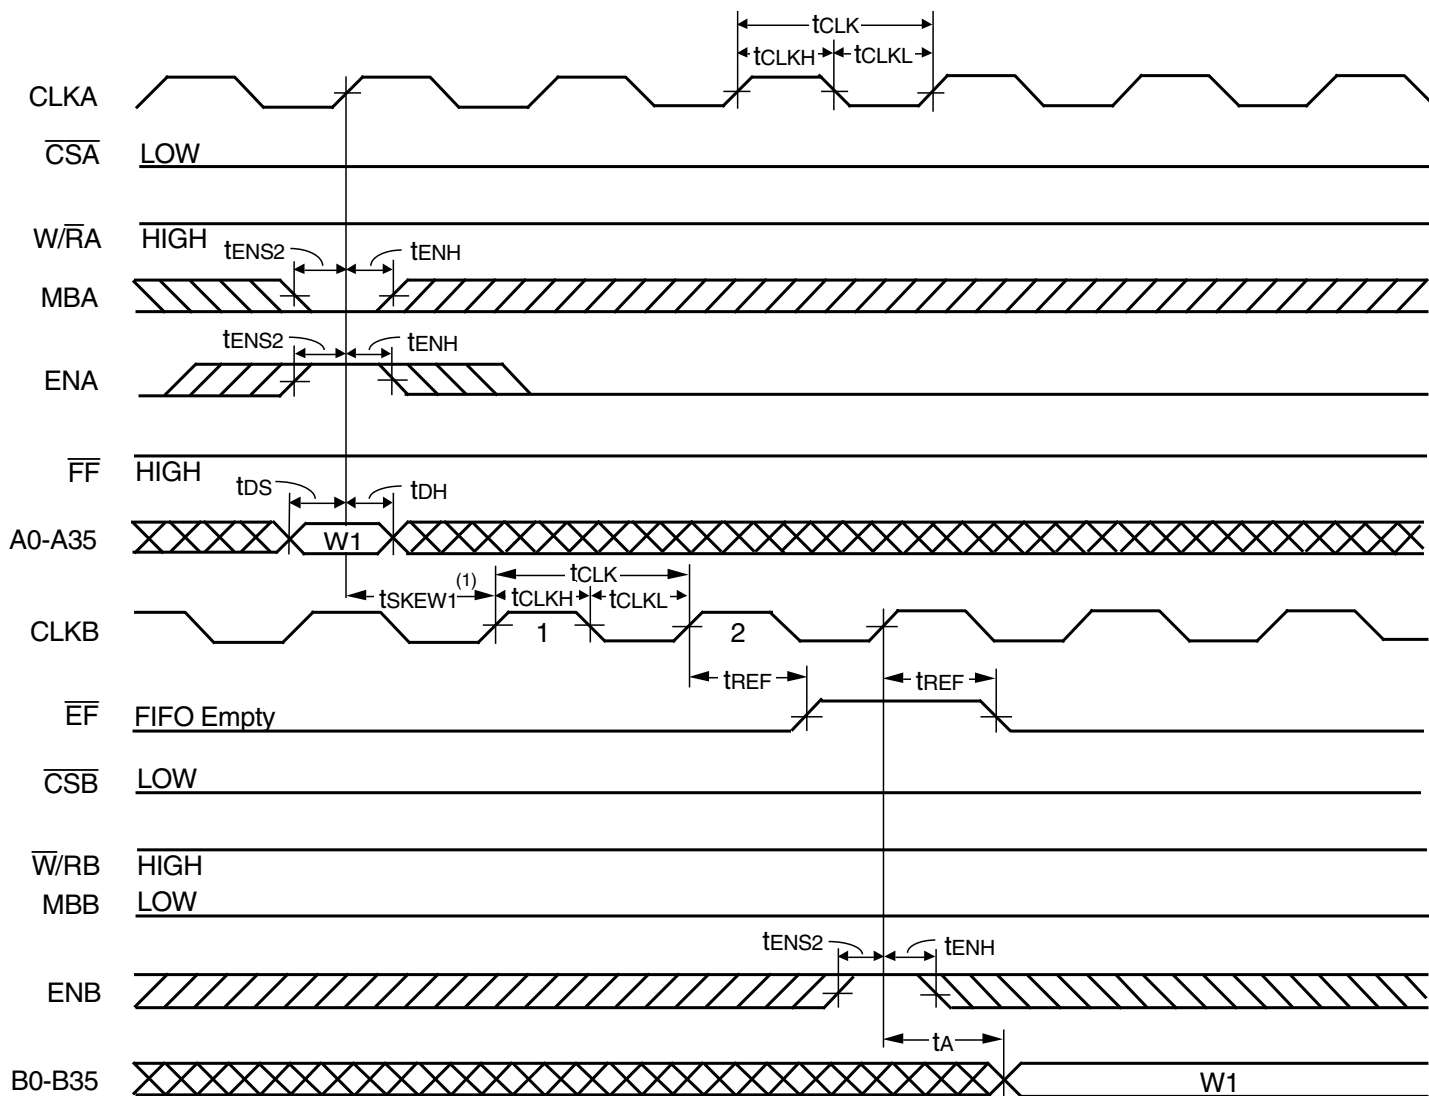 tCLK
tCLKH tCLKL
CLKA
CSA LOW
W/RA HIGH
tENS2 tENH
MBA
tENS2 tENH
ENA
FF HIGH
tDS tDH
A0-A35 W1
tSKEW1(1) tCLK
tCLKH tCLKL
CLKB 1 2
tREF tREF
EF FIFO Empty
CSB LOW
W/RB HIGH
MBB LOW
tENS2 tENH
ENB
tA
B0-B35 W1